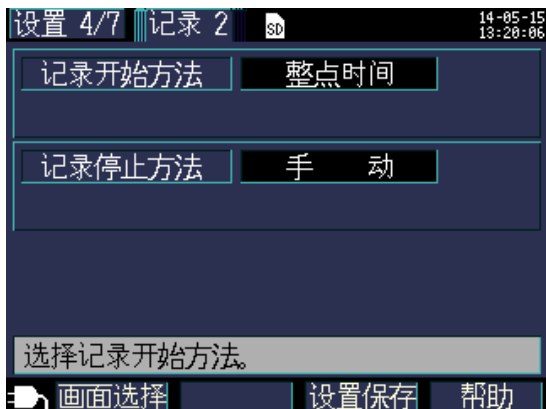 设置 4/7 记录 2 SD 14-05-15
13:20:06
记录开始方法 整点时间
记录停止方法 手 动
选择记录开始方法。
画面选择 设置保存 帮助